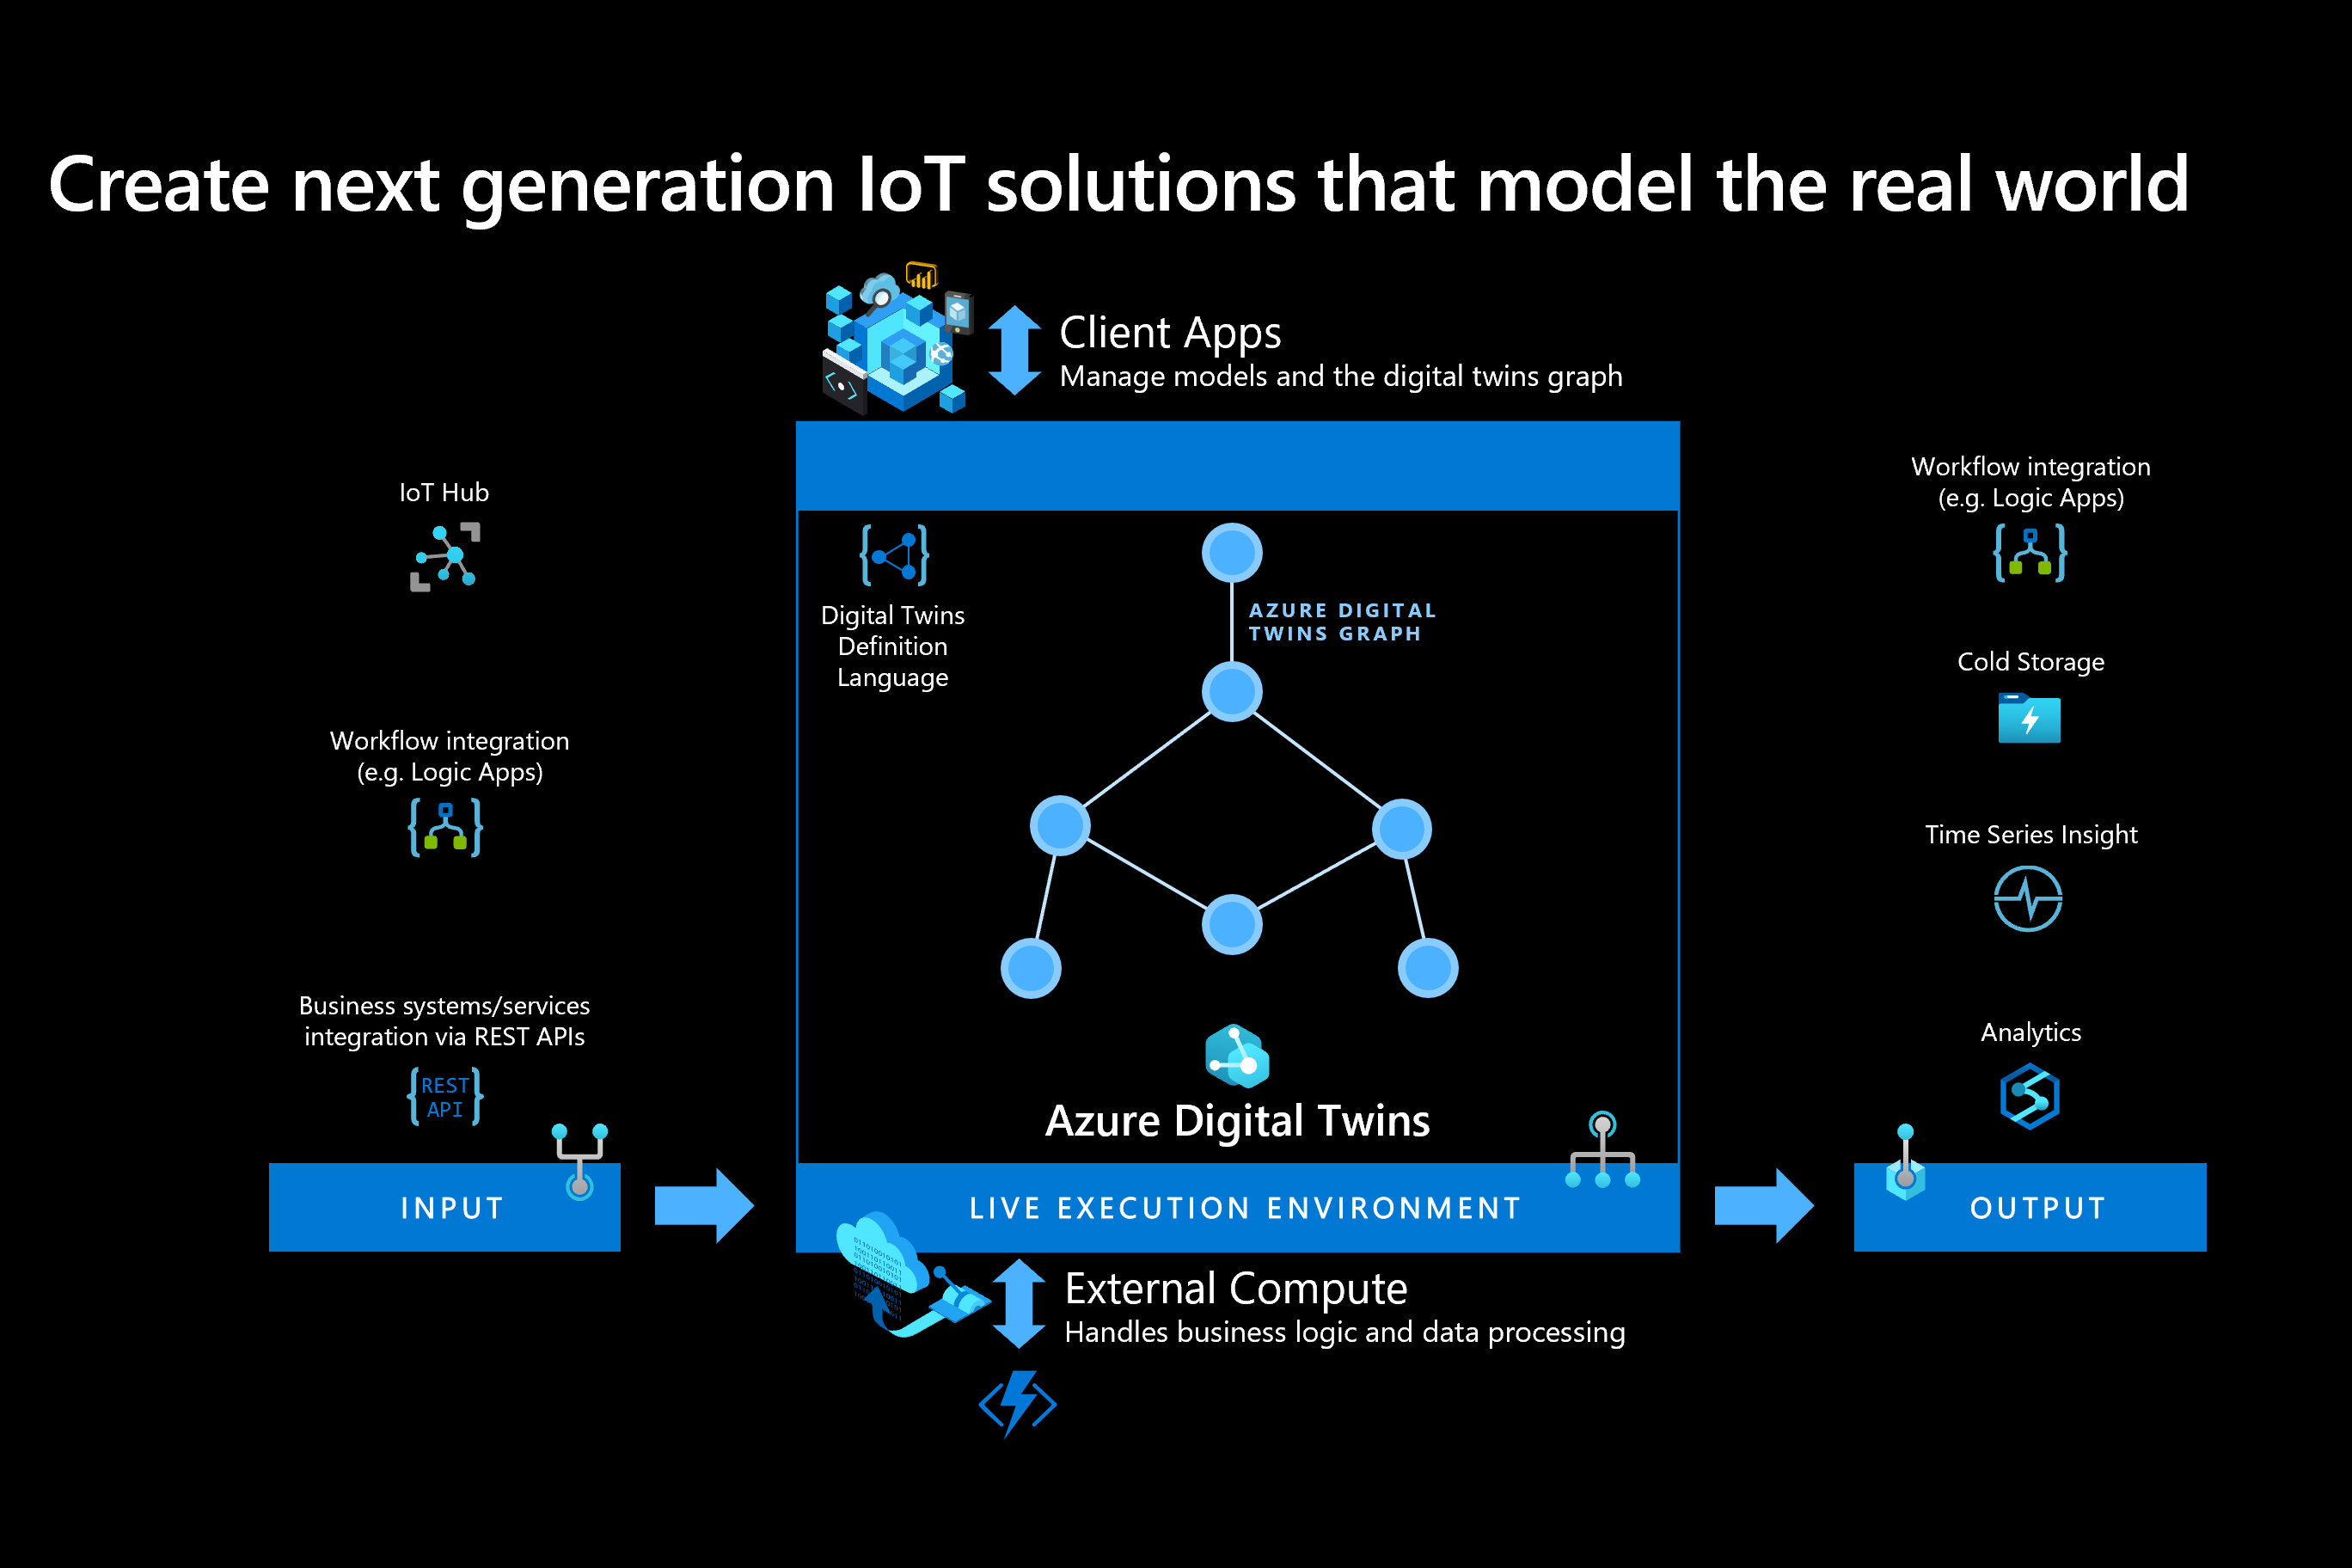 Create next generation IoT solutions that model the real world
Client Apps
Manage models and the digital twins graph
IoT Hub
Workflow integration
(e.g. Logic Apps)
Business systems/services
integration via REST APIs
REST
API
INPUT
Digital Twins
Definition
Language
AZURE DIGITAL
TWINS GRAPH
Azure Digital Twins
LIVE EXECUTION ENVIRONMENT
External Compute
Handles business logic and data processing
Workflow integration
(e.g. Logic Apps)
Cold Storage
Time Series Insight
Analytics
OUTPUT